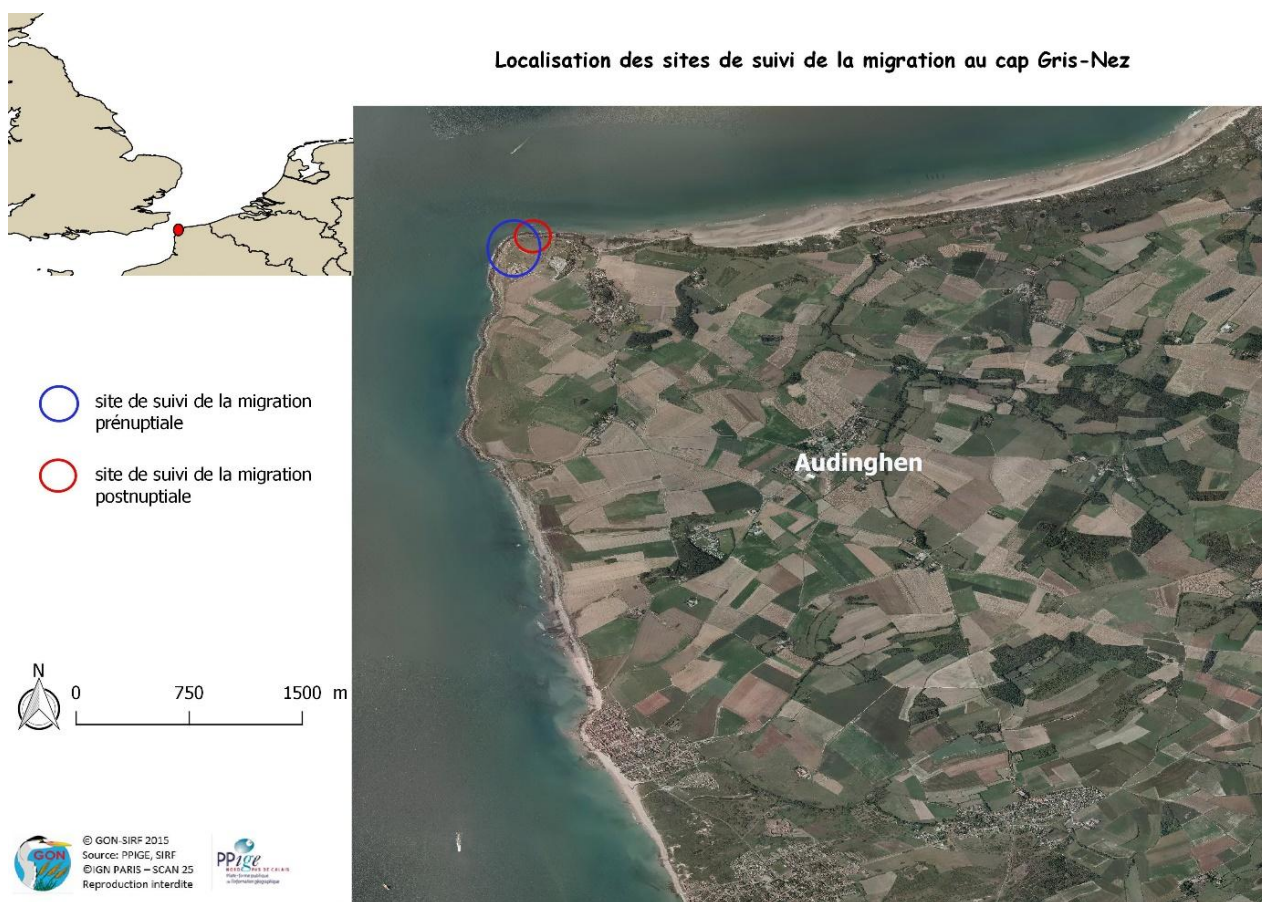 Localisation des sites de suivi de la migration au cap Gris-Nez
site de suivi de la migration
prénuptiale
site de suivi de la migration
postnuptiale
Audinghen
N
0 750 1500 m
GON
© GON-SIRF 2015
Source: PPIGE, SIRF
©IGN PARIS – SCAN 25
Reproduction interdite
PPige